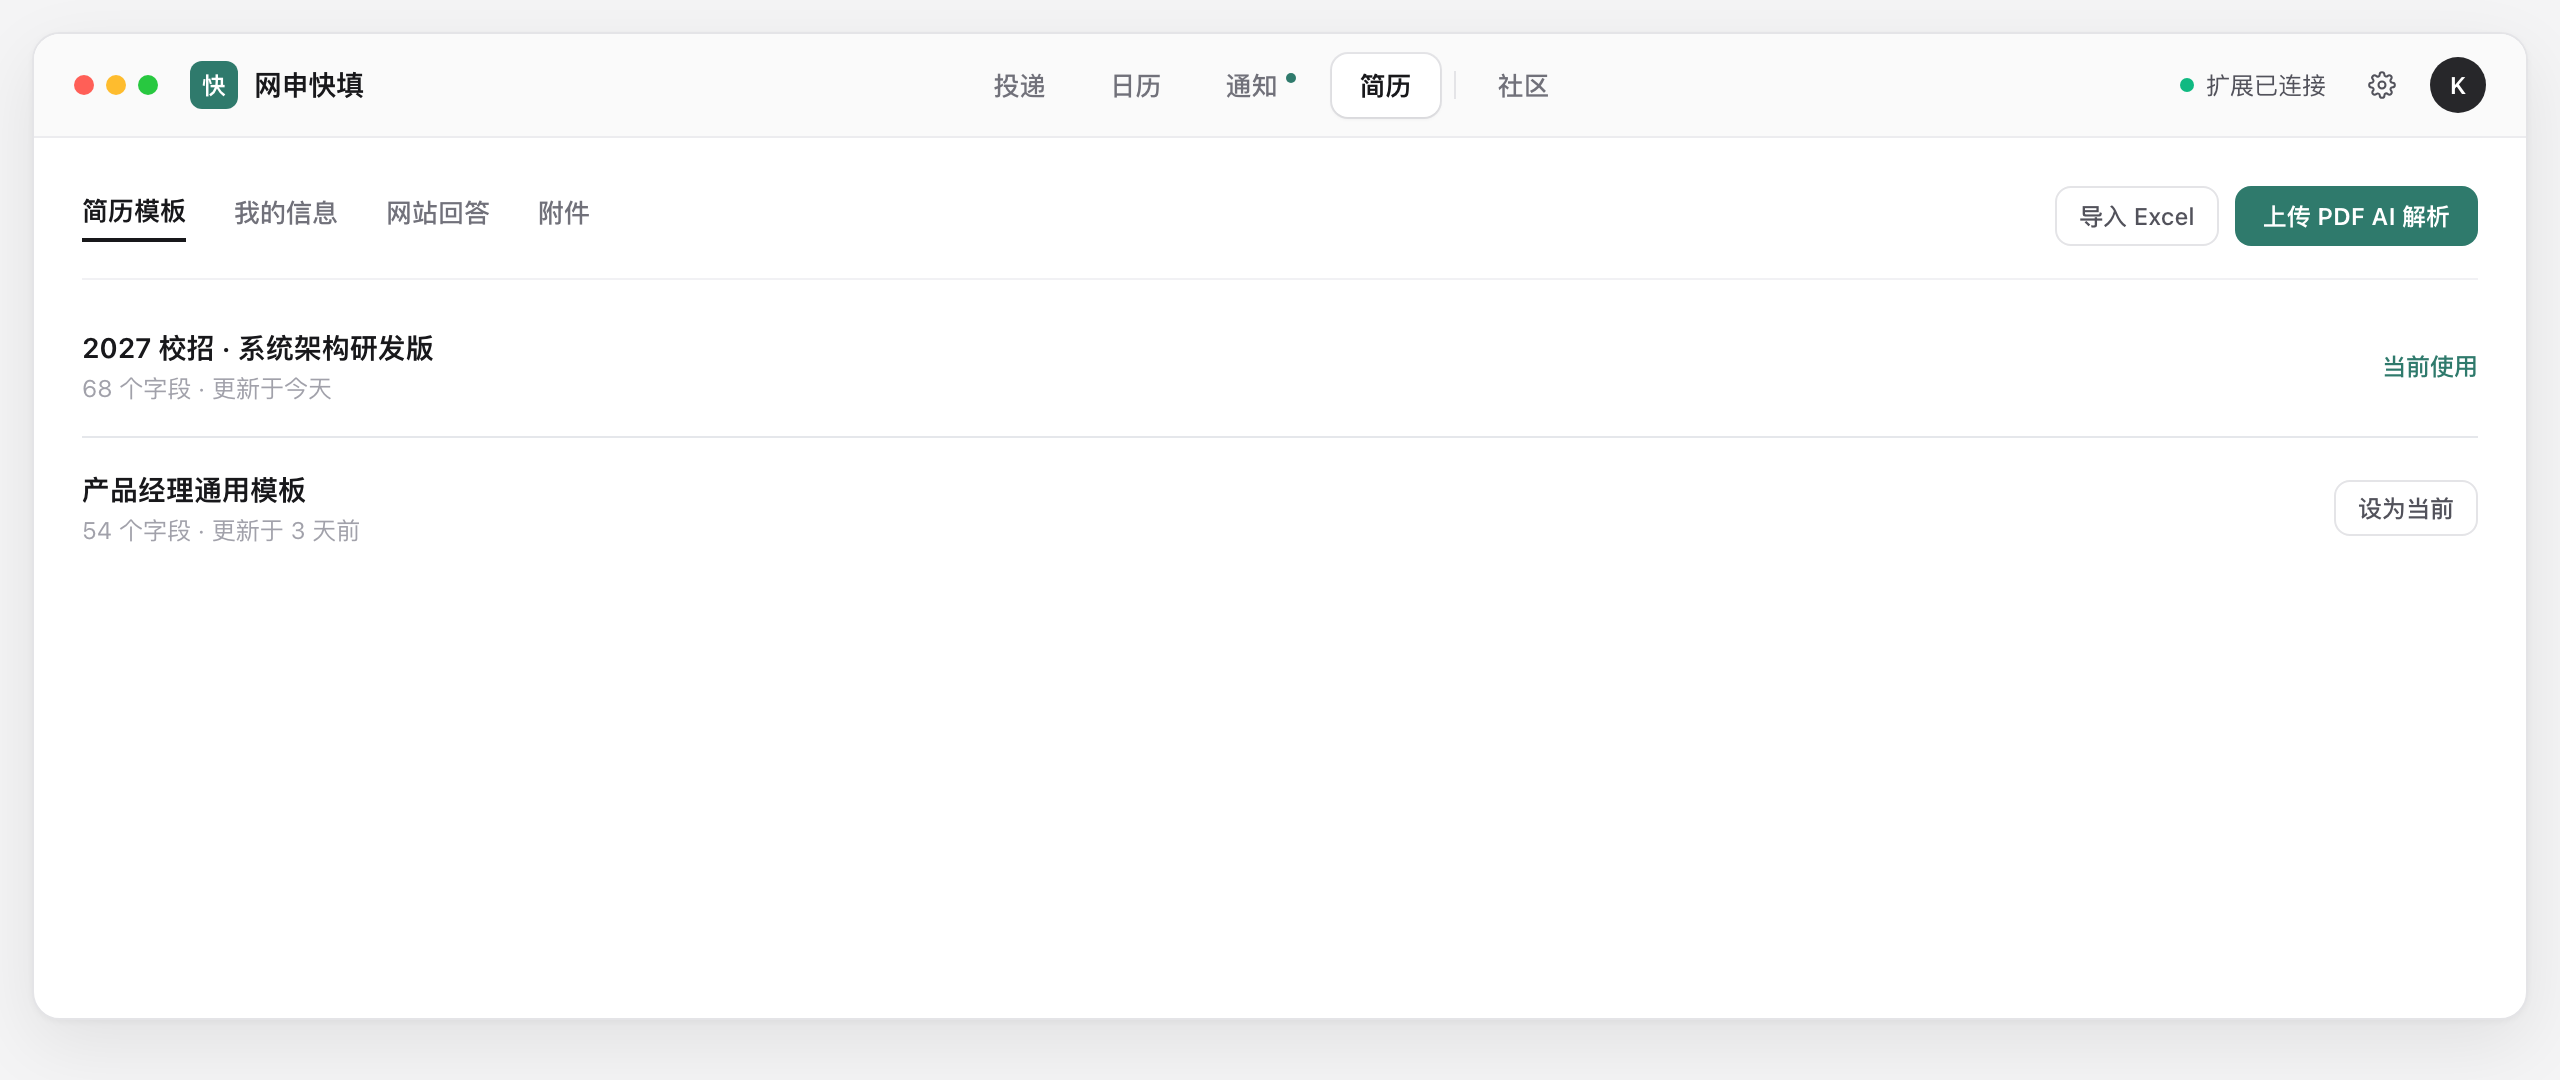 快 网申快填 投递 日历 通知 简历 社区 扩展已连接 K
简历模板 我的信息 网站回答 附件 导入 Excel 上传 PDF AI 解析
2027 校招 · 系统架构研发版
68 个字段 · 更新于今天
当前使用
产品经理通用模板
54 个字段 · 更新于 3 天前
设为当前